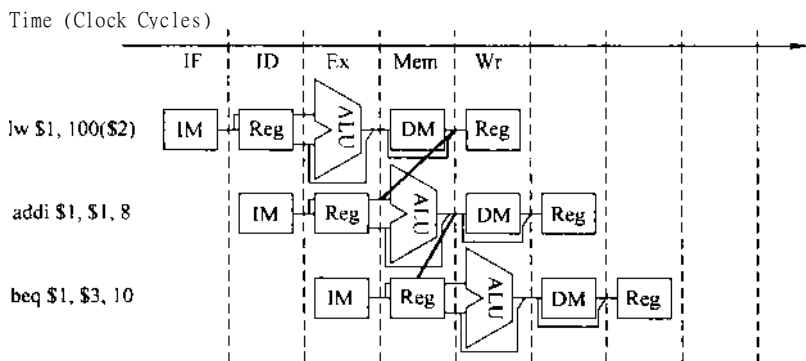 Time (Clock Cycles)
IF ID Ex Mem Wr
lw $1, 100($2) IM Reg ALU DM Reg
addi $1, $1, 8 IM Reg ALU DM Reg
beq $1, $3, 10 IM Reg ALU DM Reg